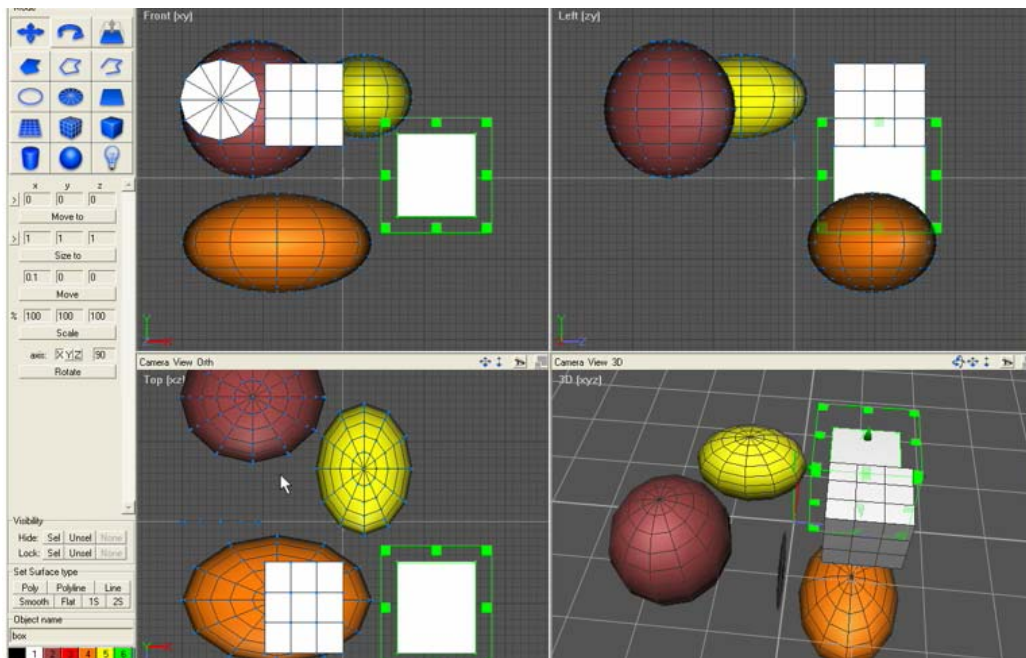 Mode
Front [xy]
Left [zy]
x y z
> 0 0 0
Move to
> 1 1 1
Size to
0.1 0 0
Move
% 100 100 100
Scale
axis: X Y Z 90
Rotate
Y X
Y Z
Camera View Orth
Camera View 3D
Top [xz]
3D [xyz]
Visibility
Hide: Sel Unsel None
Lock: Sel Unsel None
Set Surface type
Poly Polyline Line
Smooth Flat 1S 2S
Object name
box
1 2 3 4 5 6
X